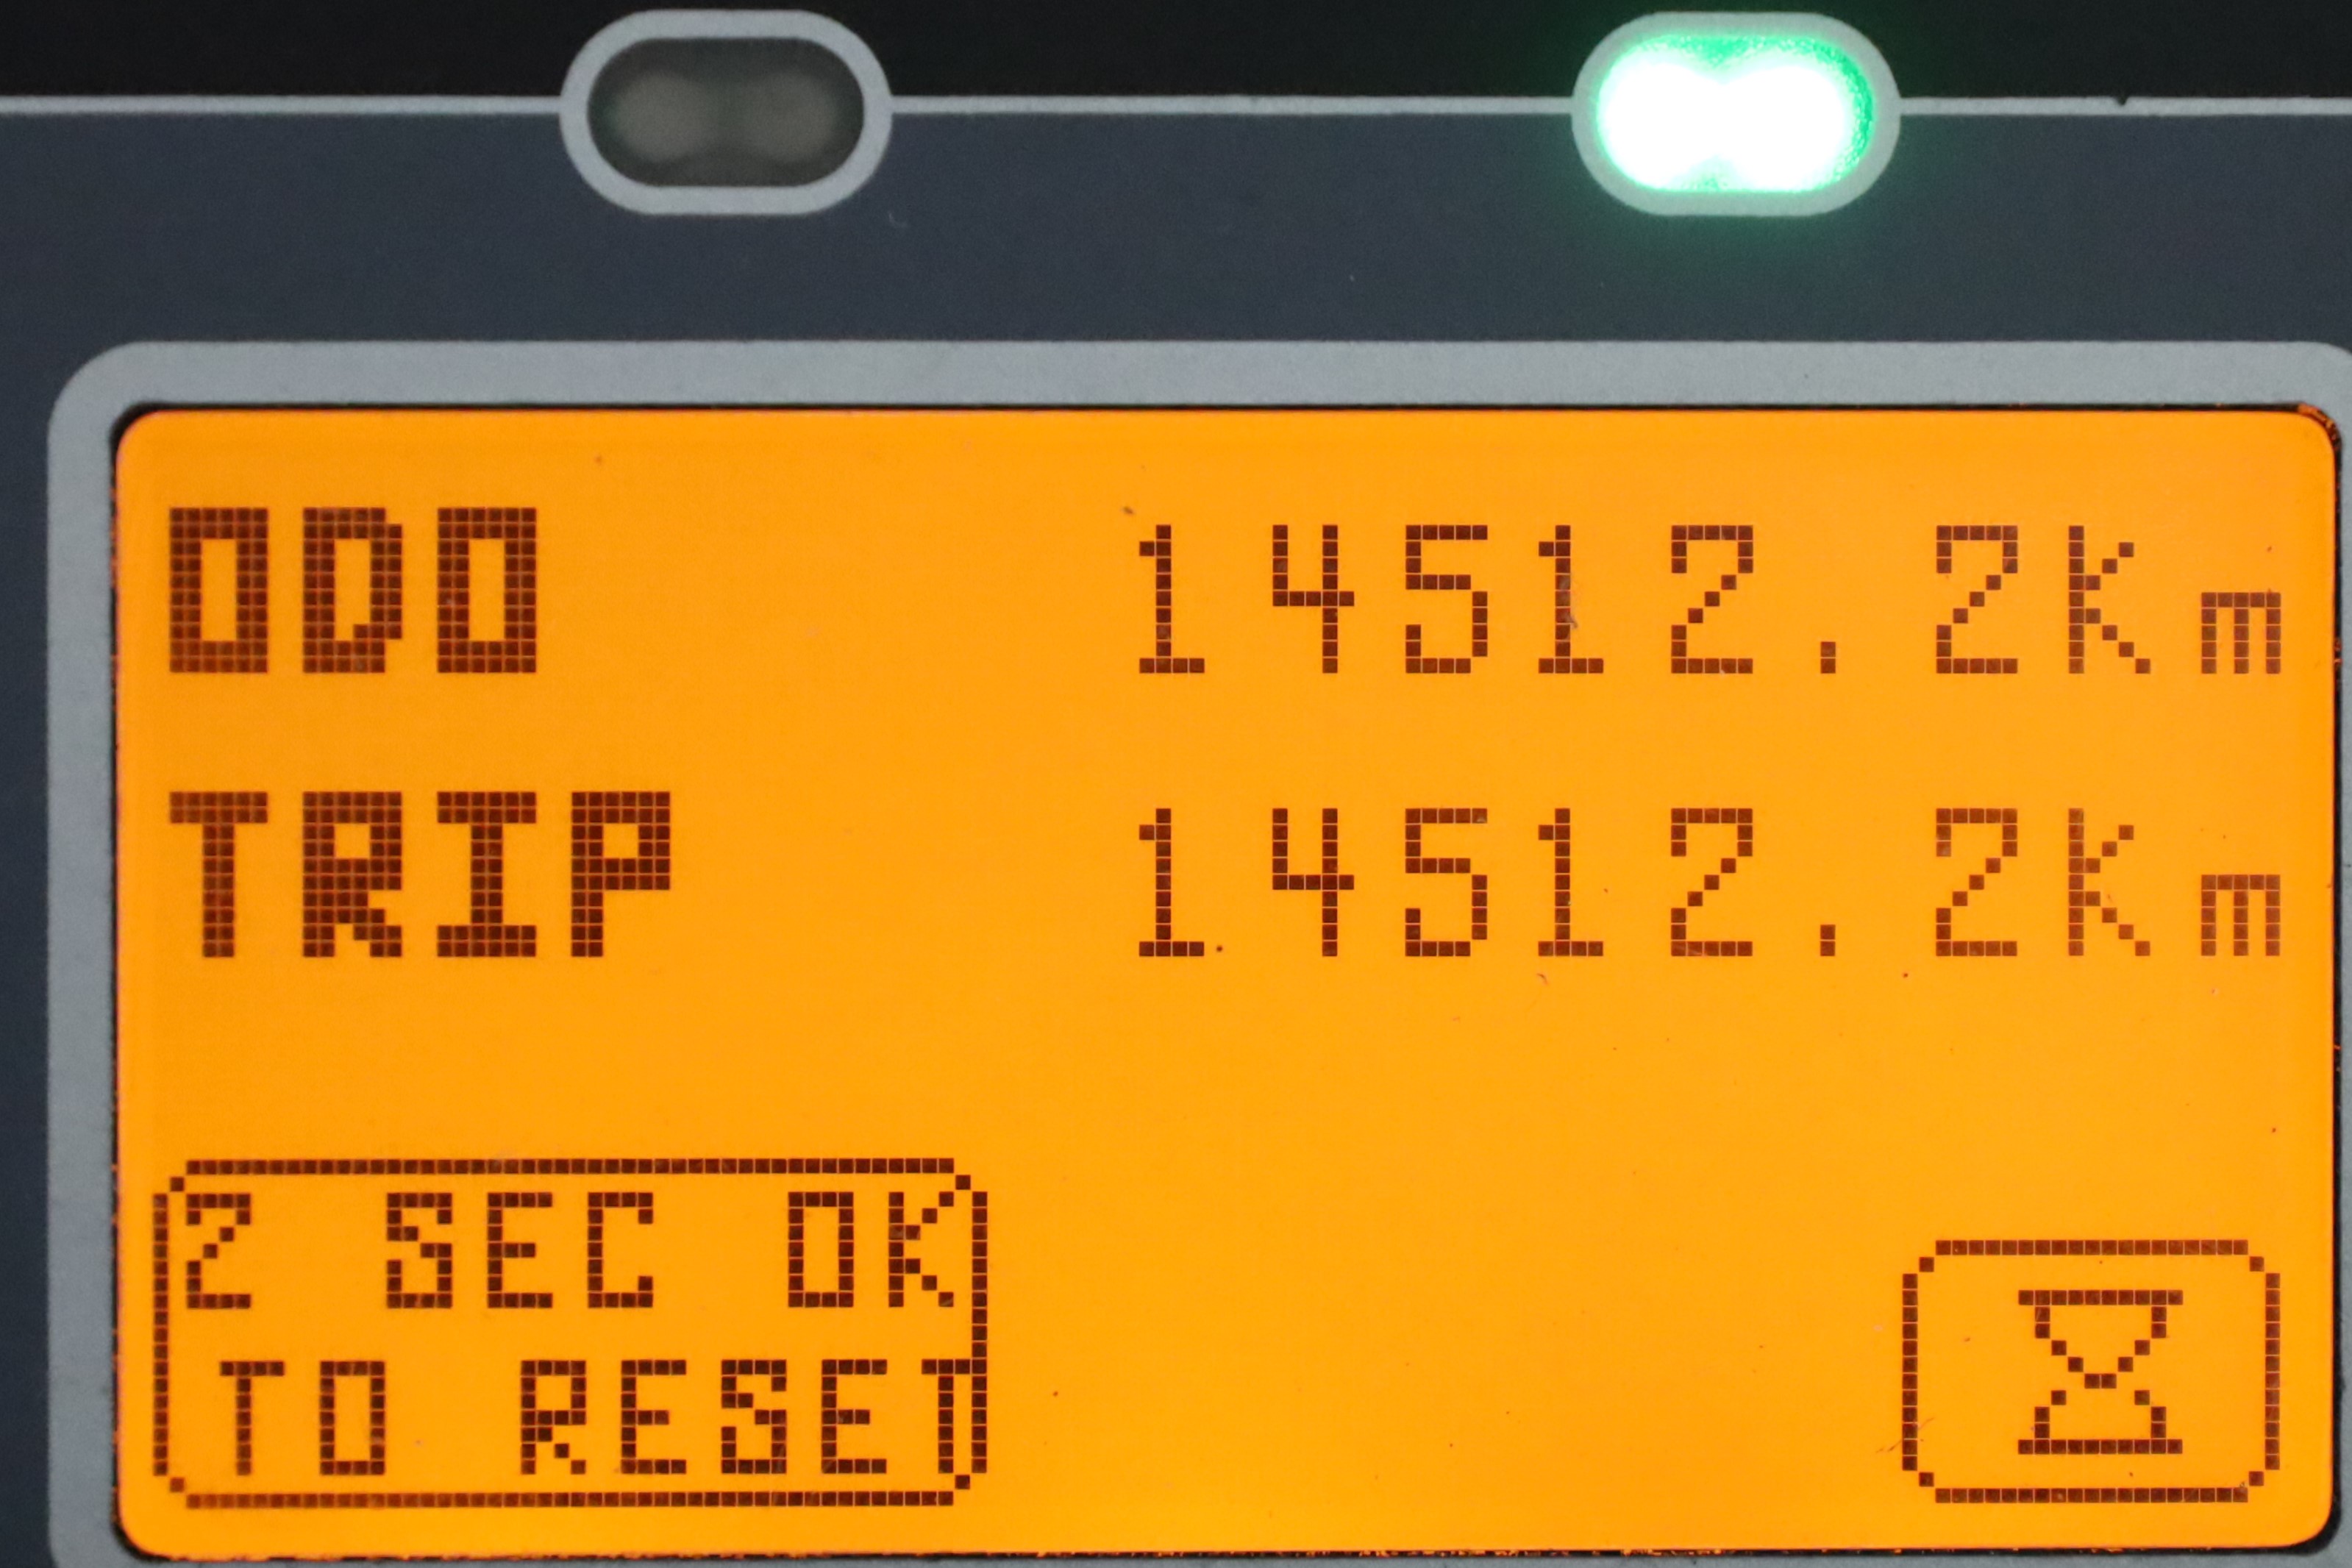 ODO 14512.2km
TRIP 14512.2km
2 SEC OK
TO RESET